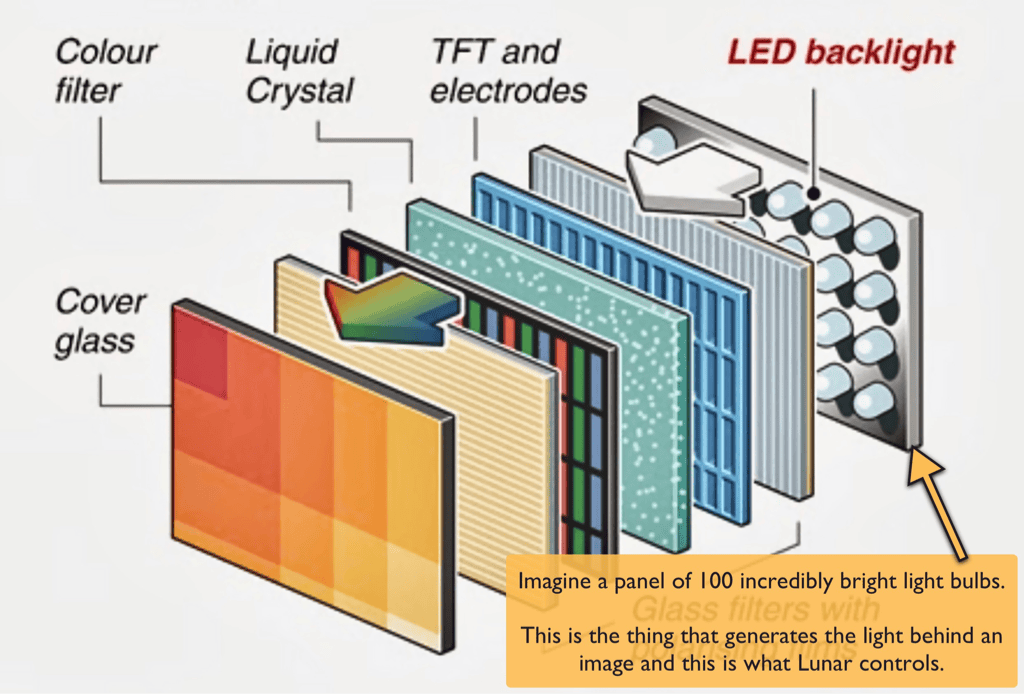 Colour
filter
Liquid
Crystal
TFT and
electrodes
LED backlight
Cover
glass
Imagine a panel of 100 incredibly bright light bulbs.
Glass filters with
This is the thing that generates the light behind an
polarising films
image and this is what Lunar controls.